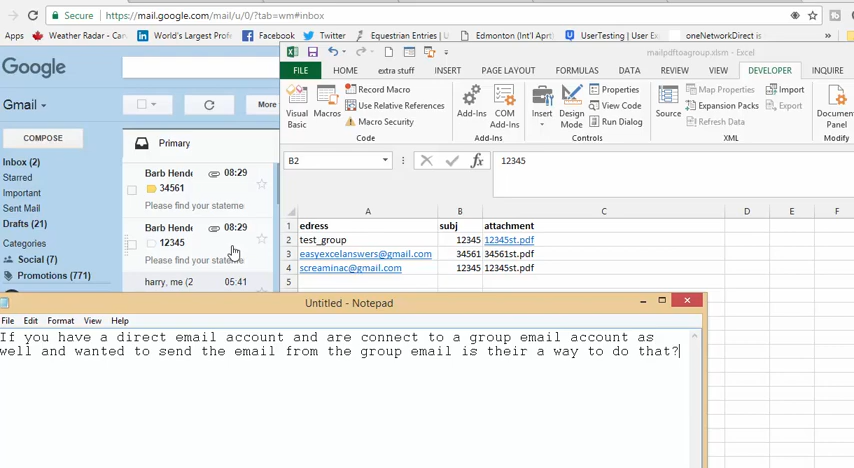 Secure https://mail.google.com/mail/u/0/?tab=wm#inbox
Apps Weather Radar - Can World's Largest Profe Facebook Twitter Equestrian Entries | Edmonton (Int'l Aprt) UserTesting | User Ex oneNetworkDirect is »
mailpdftoagroup.xlsm - Excel
FILE HOME extra stuff INSERT PAGE LAYOUT FORMULAS DATA REVIEW VIEW DEVELOPER INQUIRE
Visual Basic
Macros
Record Macro
Use Relative References
Macro Security
Code
Add-Ins
COM Add-Ins
Add-Ins
Insert
Design Mode
Properties
View Code
Run Dialog
Controls
Source
Map Properties
Expansion Packs
Refresh Data
Import
Export
XML
Document Panel
Modify
B2
fx
12345
A B C D E F
1 edress subj attachment
2 test_group 12345 12345st.pdf
3 easyexcelanswers@gmail.com 34561 34561st.pdf
4 screaminac@gmail.com 12345 12345st.pdf
5
Google
Gmail
More
COMPOSE
Inbox (2)
Starred
Important
Sent Mail
Drafts (21)
Categories
Social (7)
Promotions (771)
Primary
Barb Hende 08:29
34561
Please find your stateme
Barb Hende 08:29
12345
Please find your stateme
harry, me (2 05:41
Untitled - Notepad
File Edit Format View Help
If you have a direct email account and are connect to a group email account as
well and wanted to send the email from the group email is their a way to do that?